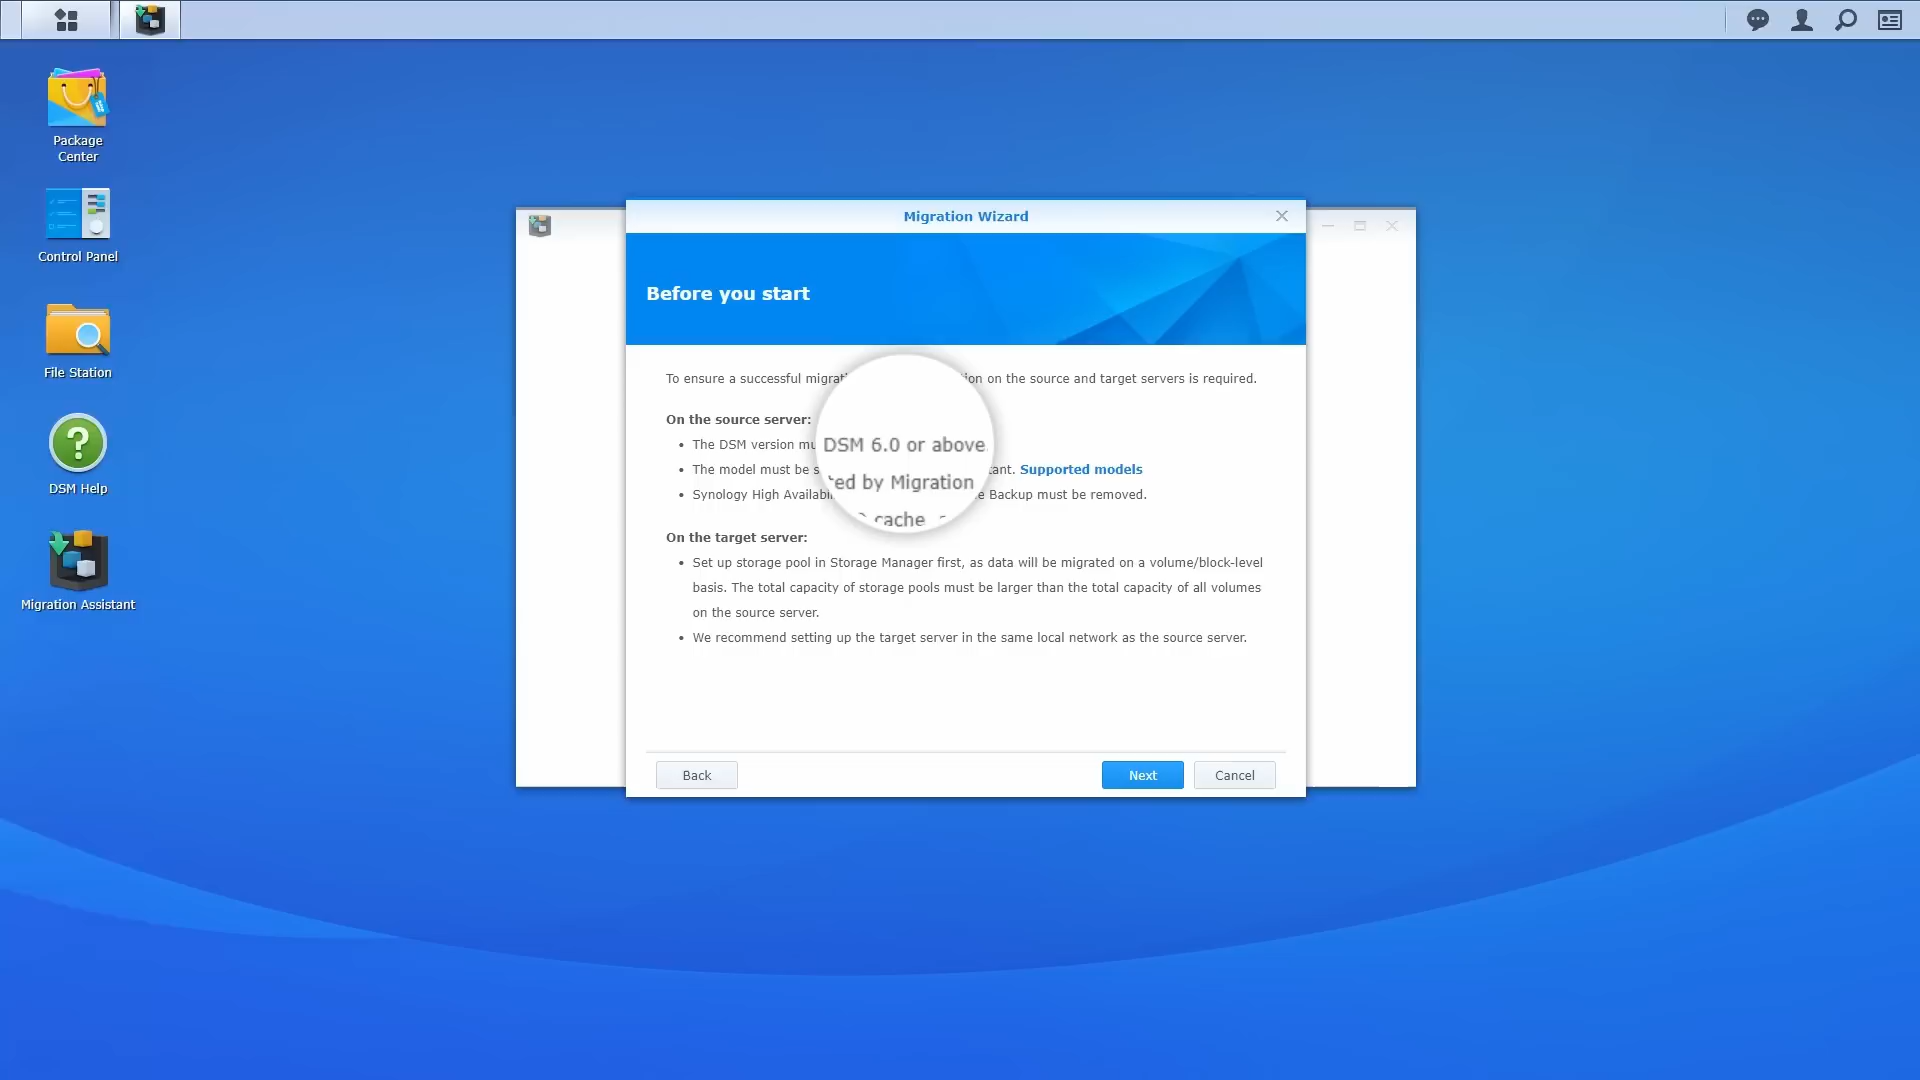 Migration Wizard
Package
Center
Control Panel
File Station
DSM Help
Migration Assistant
Before you start
To ensure a successful on the source and target servers is required.
On the source server:
• The DSM version DSM 6.0 or above
• The model must be by Migration Supported models
• Synology High cache Backup must be removed.
On the target server:
• Set up storage pool in Storage Manager first, as data will be migrated on a volume/block-level
basis. The total capacity of storage pools must be larger than the total capacity of all volumes
on the source server.
• We recommend setting up the target server in the same local network as the source server.
Back
Next
Cancel